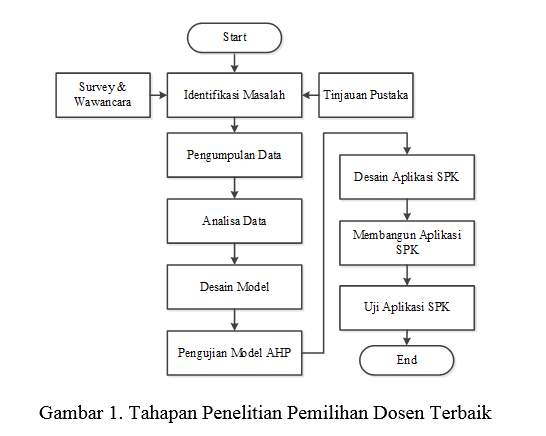 Start
Survey &
Wawancara
Identifikasi Masalah
Tinjauan Pustaka
Pengumpulan Data
Analisa Data
Desain Model
Pengujian Model AHP
Desain Aplikasi SPK
Membangun Aplikasi
SPK
Uji Aplikasi SPK
End
Gambar 1. Tahapan Penelitian Pemilihan Dosen Terbaik